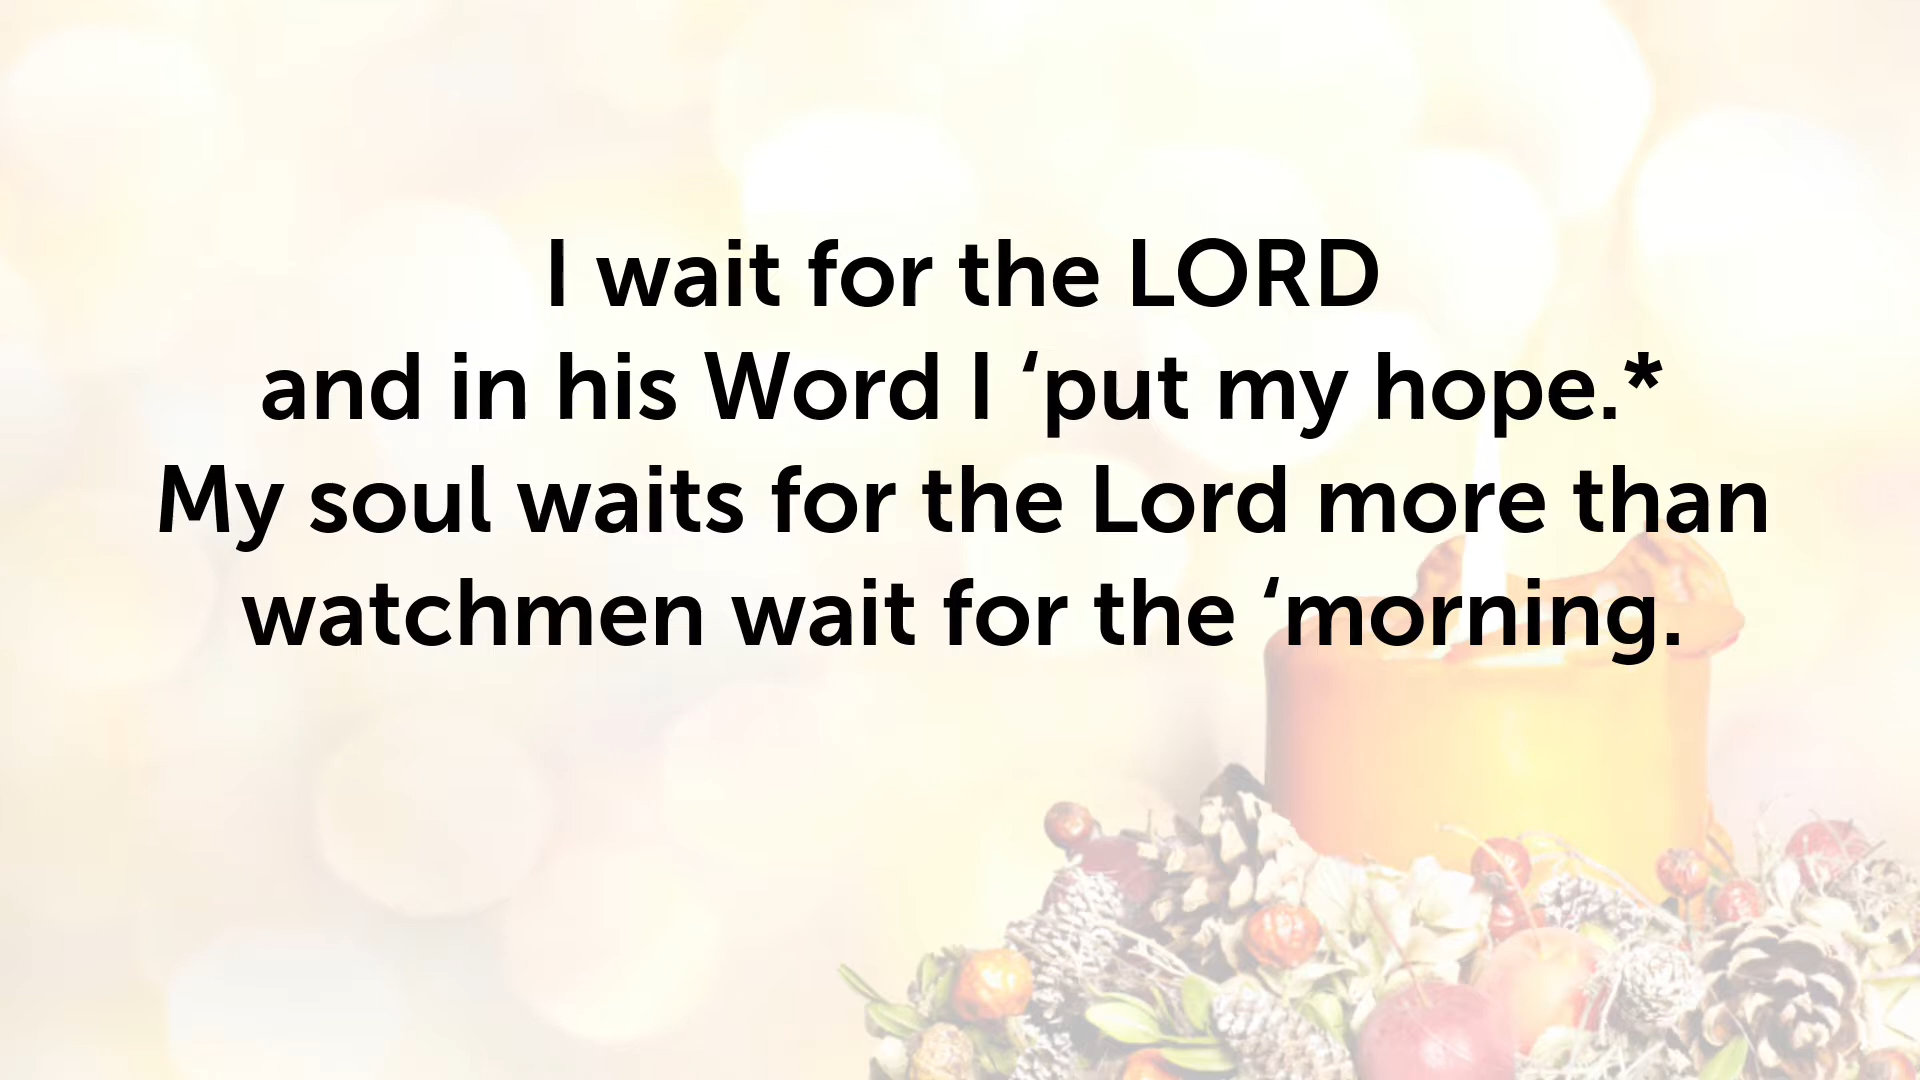 I wait for the LORD
and in his Word I ‘put my hope.*
My soul waits for the Lord more than
watchmen wait for the ‘morning.